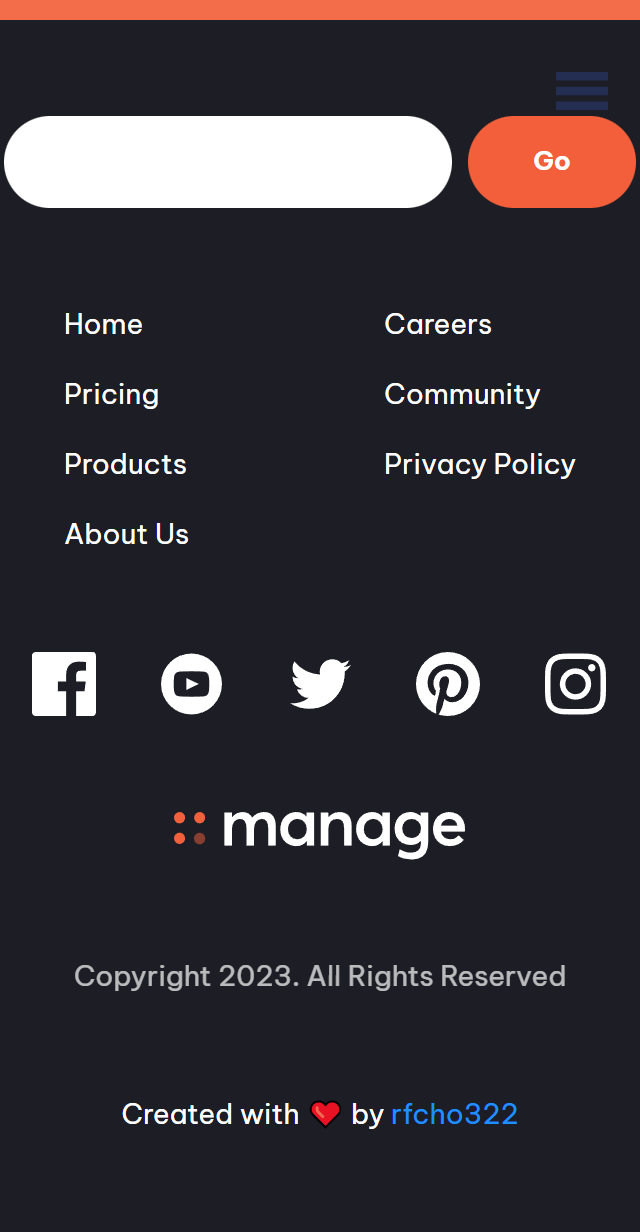 Go
Home
Careers
Pricing
Community
Products
Privacy Policy
About Us
manage
Copyright 2023. All Rights Reserved
Created with ❤️ by rfcho322